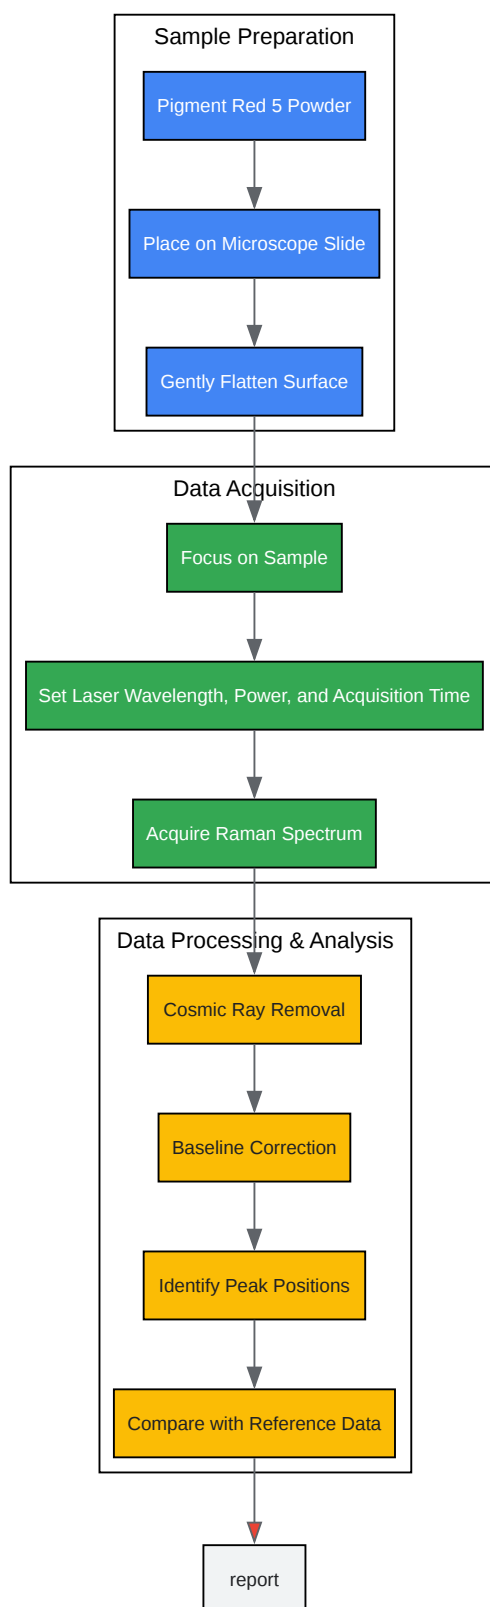 Sample Preparation
Pigment Red 5 Powder
Place on Microscope Slide
Gently Flatten Surface
Data Acquisition
Focus on Sample
Set Laser Wavelength, Power, and Acquisition Time
Acquire Raman Spectrum
Data Processing & Analysis
Cosmic Ray Removal
Baseline Correction
Identify Peak Positions
Compare with Reference Data
report